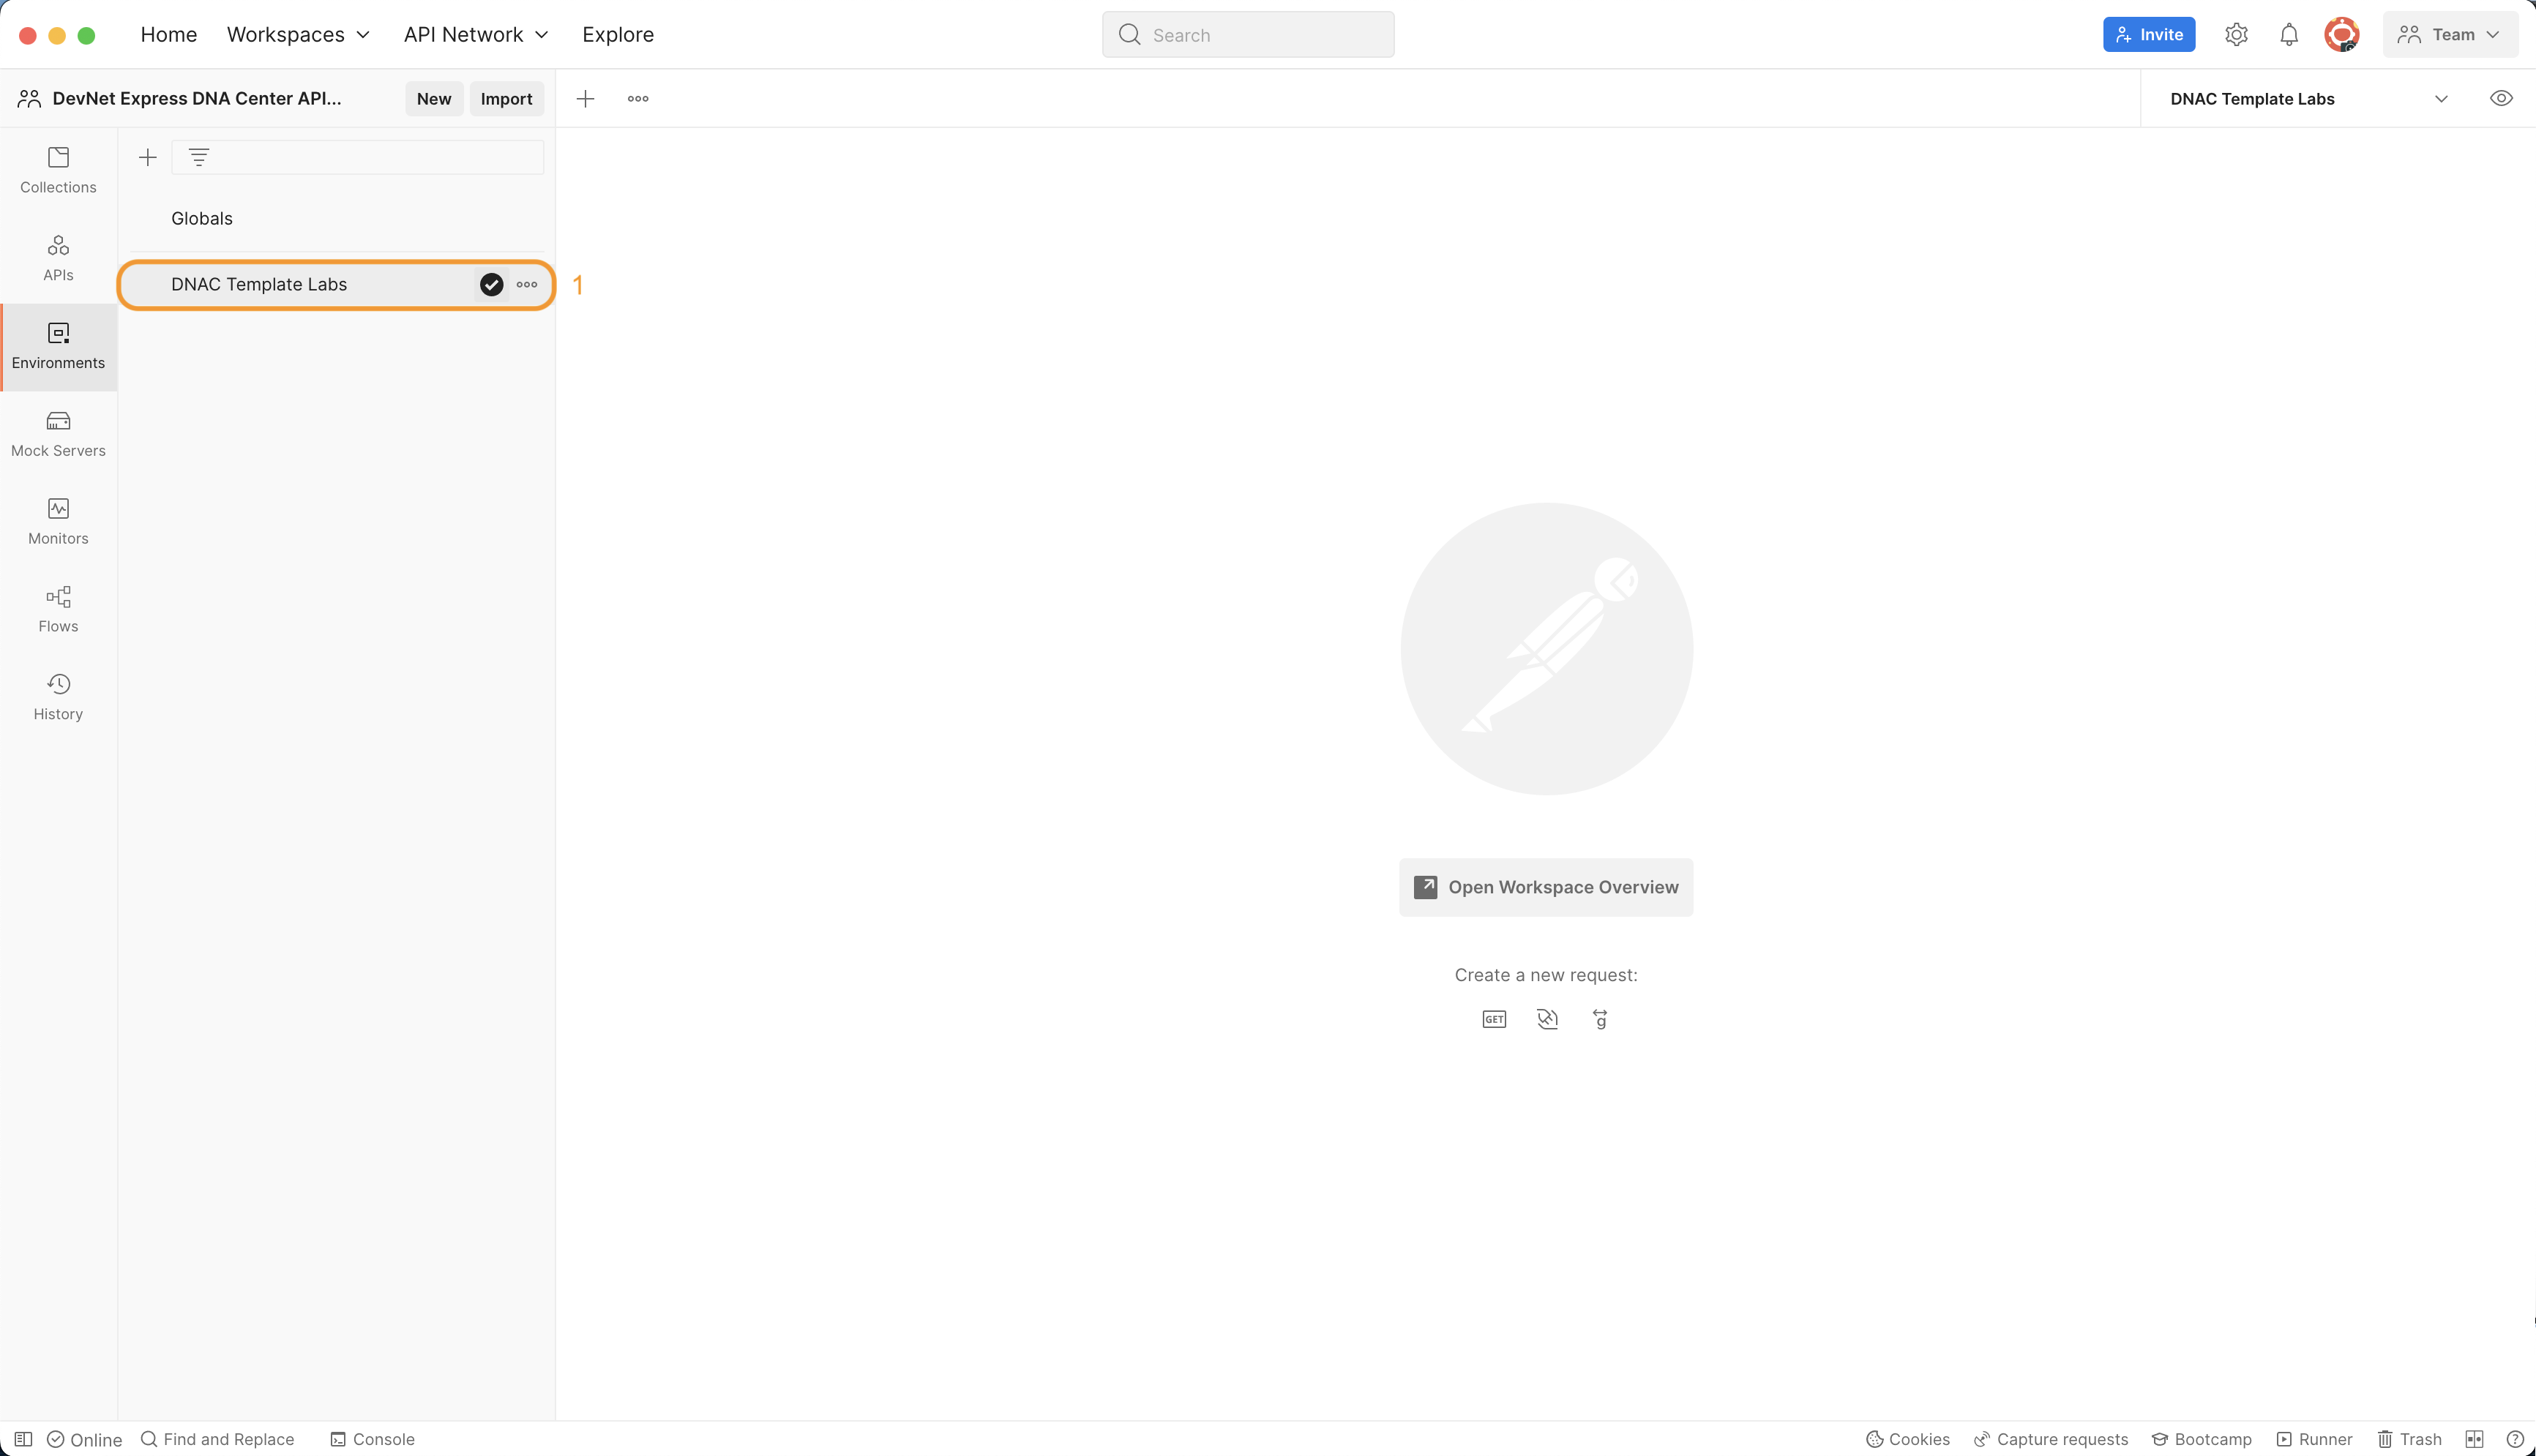 Home Workspaces API Network Explore Search Invite Team
DevNet Express DNA Center API... New Import DNAC Template Labs
Collections
Globals
APIs
DNAC Template Labs 1
Environments
Mock Servers
Monitors
Flows
History
Open Workspace Overview
Create a new request:
GET g
Online Find and Replace Console Cookies Capture requests Bootcamp Runner Trash